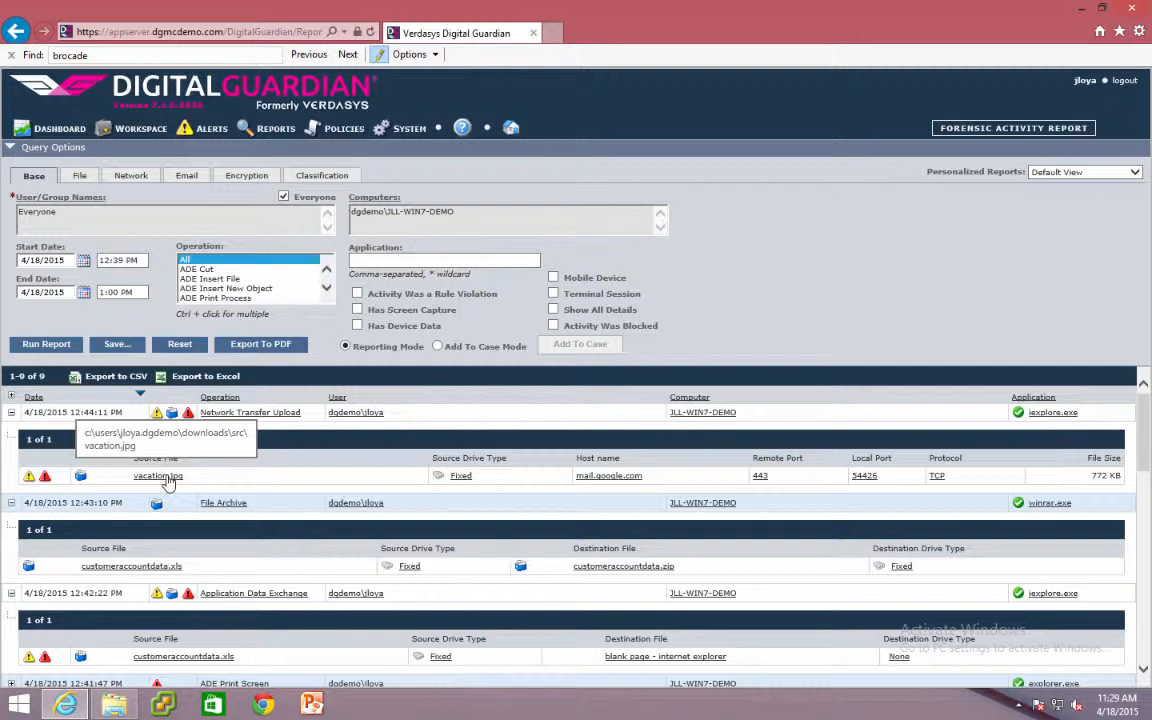 https://appserver.dgmcdemo.com/DigitalGuardian/Repor
Verdasys Digital Guardian
Find: brocade Previous Next Options
DIGITALGUARDIAN
Version 7.1.0.0020
Formerly VERDASYS
jloya logout
DASHBOARD WORKSPACE ALERTS REPORTS POLICIES SYSTEM
FORENSIC ACTIVITY REPORT
Query Options
Base File Network Email Encryption Classification
Personalized Reports: Default View
*User/Group Names: Everyone Computers:
Everyone dgdemo\JLL-WIN7-DEMO
Start Date: Operation: Application:
4/18/2015 12:39 PM All
ADE Cut
Comma-separated, * wildcard Mobile Device
End Date: ADE Insert File
4/18/2015 1:00 PM ADE Insert New Object Activity Was a Rule Violation Terminal Session
ADE Print Process Has Screen Capture Show All Details
Ctrl + click for multiple Has Device Data Activity Was Blocked
Run Report Save... Reset Export To PDF Reporting Mode Add To Case Mode Add To Case
1-9 of 9 Export to CSV Export to Excel
Date Operation User Computer Application
4/18/2015 12:44:11 PM Network Transfer Upload dgdemo\jloya JLL-WIN7-DEMO iexplore.exe
c:\users\jloya.dgdemo\downloads\src\
vacation.jpg
1 of 1
Source File Source Drive Type Host name Remote Port Local Port Protocol File Size
vacation.jpg Fixed mail.google.com 443 54426 TCP 772 KB
4/18/2015 12:43:10 PM File Archive dgdemo\jloya JLL-WIN7-DEMO winrar.exe
1 of 1
Source File Source Drive Type Destination File Destination Drive Type
customeraccountdata.xls Fixed customeraccountdata.zip Fixed
4/18/2015 12:42:22 PM Application Data Exchange dgdemo\jloya JLL-WIN7-DEMO iexplore.exe
1 of 1
Source File Source Drive Type Destination File Destination Drive Type
customeraccountdata.xls Fixed blank page - internet explorer None
Activate Windows
Go to PC settings to activate Windows.
4/18/2015 12:41:47 PM ADE Print Screen dgdemo\jloya JLL-WIN7-DEMO explorer.exe
11:29 AM
4/18/2015